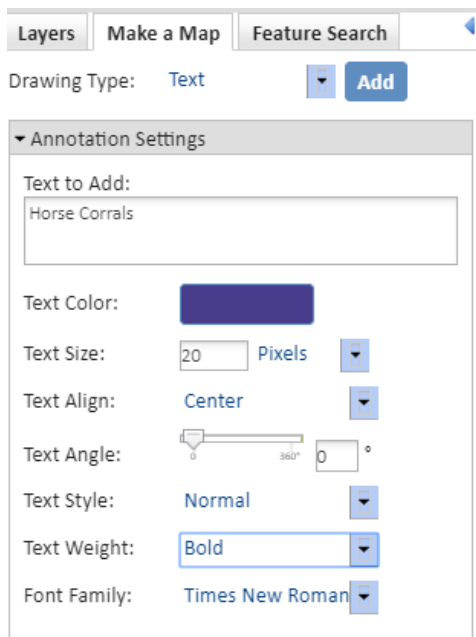 Layers Make a Map Feature Search
Drawing Type: Text Add
Annotation Settings
Text to Add:
Horse Corrals
Text Color:
Text Size: 20 Pixels
Text Align: Center
Text Angle: 0 360° 0 °
Text Style: Normal
Text Weight: Bold
Font Family: Times New Roman